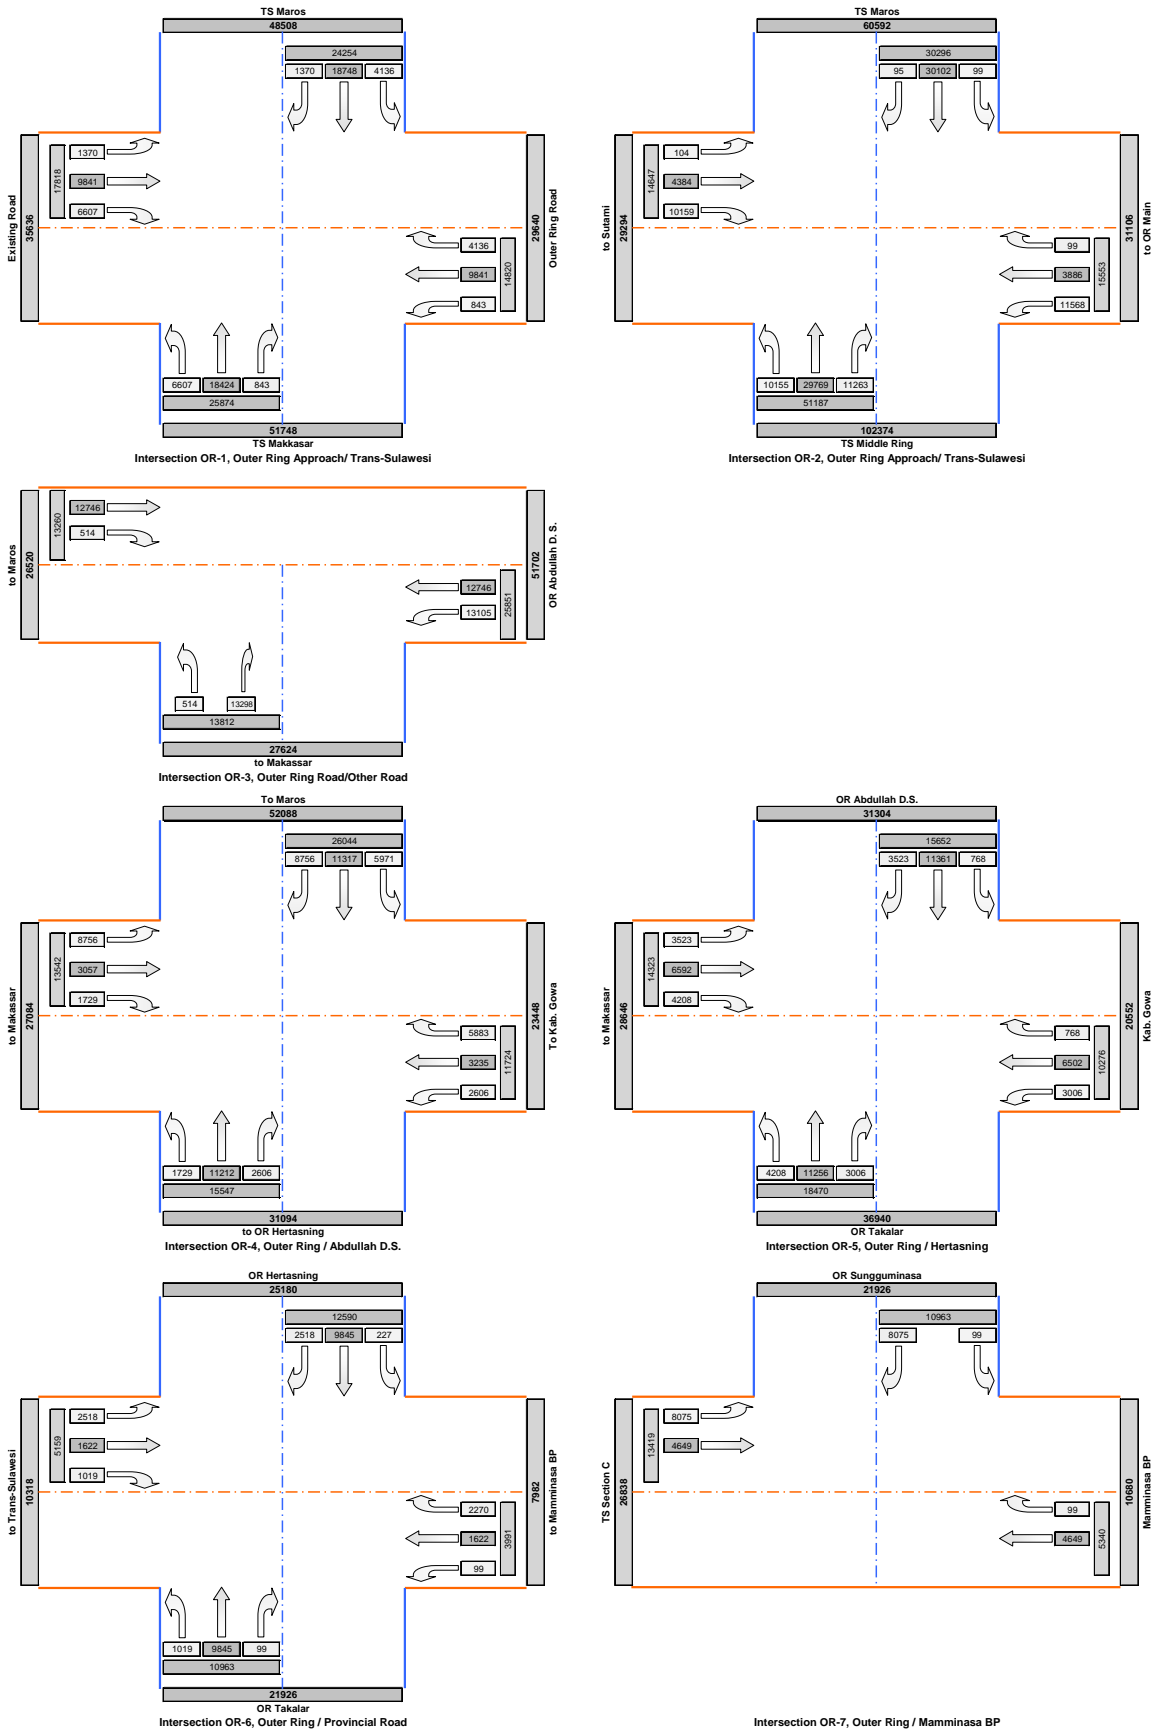 TS Maros
48508
24254
1370 18748 4136
Existing Road
35636
17818
1370
9841
6607
4136
9841
843
14820
29640
Outer Ring Road
6607 18424 843
25874
51748
TS Makkasar
Intersection OR-1, Outer Ring Approach/ Trans-Sulawesi
TS Maros
60592
30296
95 30102 99
to Sutami
29294
14647
104
4384
10159
99
3886
11568
15553
31106
to OR Main
10155 29769 11263
51187
102374
TS Middle Ring
Intersection OR-2, Outer Ring Approach/ Trans-Sulawesi
to Maros
26520
13260
12746
514
12746
13105
25851
51702
OR Abdullah D. S.
514 13298
13812
27624
to Makassar
Intersection OR-3, Outer Ring Road/Other Road
To Maros
52088
26044
8756 11317 5971
to Makassar
27084
13542
8756
3057
1729
5883
3235
2606
11724
23448
To Kab. Gowa
1729 11212 2606
15547
31094
to OR Hertasning
Intersection OR-4, Outer Ring / Abdullah D.S.
OR Abdullah D.S.
31304
15652
3523 11361 768
to Makassar
28646
14323
3523
6592
4208
768
6502
3006
10276
20552
Kab. Gowa
4208 11256 3006
18470
36940
OR Takalar
Intersection OR-5, Outer Ring / Hertasning
OR Hertasning
25180
12590
2518 9845 227
to Trans-Sulawesi
10318
5159
2518
1622
1019
2270
1622
99
3991
7982
to Mamminasa BP
1019 9845 99
10963
21926
OR Takalar
Intersection OR-6, Outer Ring / Provincial Road
OR Sungguminasa
21926
10963
8075 99
TS Section C
26838
13419
8075
4649
99
4649
5340
10680
Mamminasa BP
Intersection OR-7, Outer Ring / Mamminasa BP